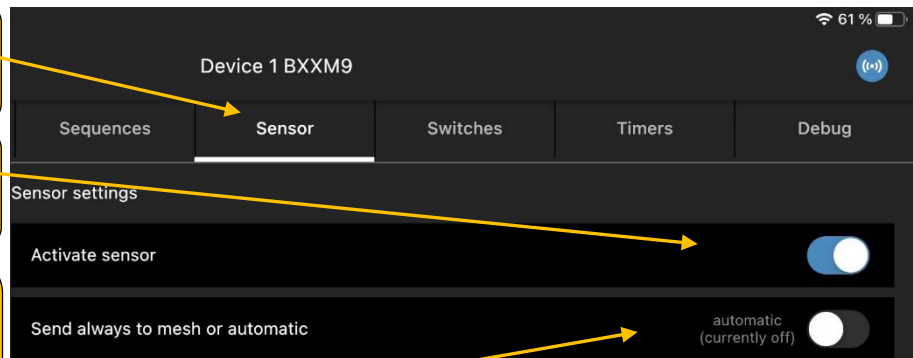 61 %
Device 1 BXXM9
Sequences Sensor Switches Timers Debug
Sensor settings
Activate sensor
Send always to mesh or automatic
automatic
(currently off)